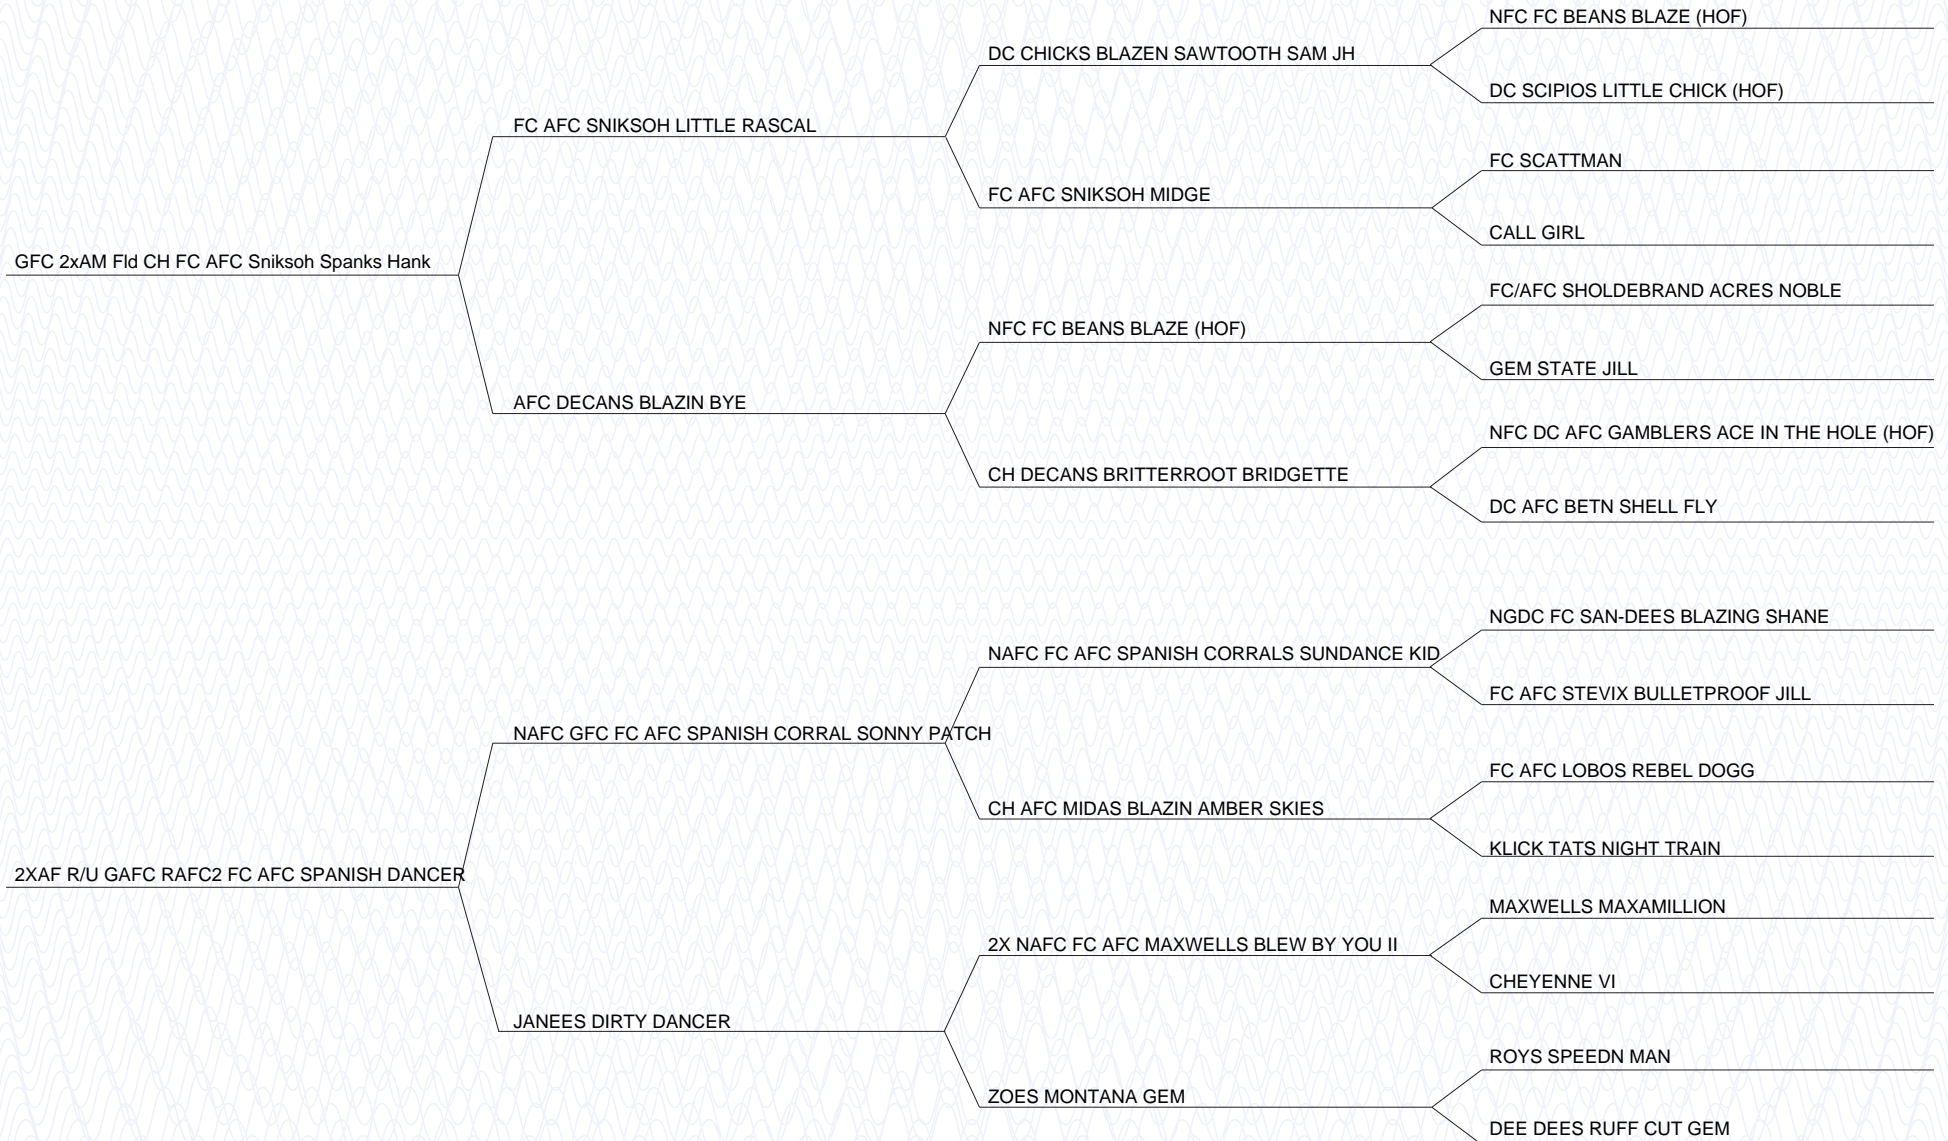 NFC FC BEANS BLAZE (HOF)
DC CHICKS BLAZEN SAWTOOTH SAM JH
DC SCIPIOS LITTLE CHICK (HOF)
FC AFC SNIKSOH LITTLE RASCAL
FC SCATTMAN
FC AFC SNIKSOH MIDGE
CALL GIRL
GFC 2xAM Fld CH FC AFC Sniksoh Spanks Hank
FC/AFC SHOLDEBRAND ACRES NOBLE
NFC FC BEANS BLAZE (HOF)
GEM STATE JILL
AFC DECANS BLAZIN BYE
NFC DC AFC GAMBLERS ACE IN THE HOLE (HOF)
CH DECANS BRITTERROOT BRIDGETTE
DC AFC BETN SHELL FLY
NGDC FC SAN-DEES BLAZING SHANE
NAFC FC AFC SPANISH CORRALS SUNDANCE KID
FC AFC STEVIX BULLETPROOF JILL
NAFC GFC FC AFC SPANISH CORRAL SONNY PATCH
FC AFC LOBOS REBEL DOGG
CH AFC MIDAS BLAZIN AMBER SKIES
KLICK TATS NIGHT TRAIN
2XAF R/U GAFC RAFC2 FC AFC SPANISH DANCER
MAXWELLS MAXAMILLION
2X NAFC FC AFC MAXWELLS BLEW BY YOU II
CHEYENNE VI
JANEES DIRTY DANCER
ROYS SPEEDN MAN
ZOES MONTANA GEM
DEE DEES RUFF CUT GEM